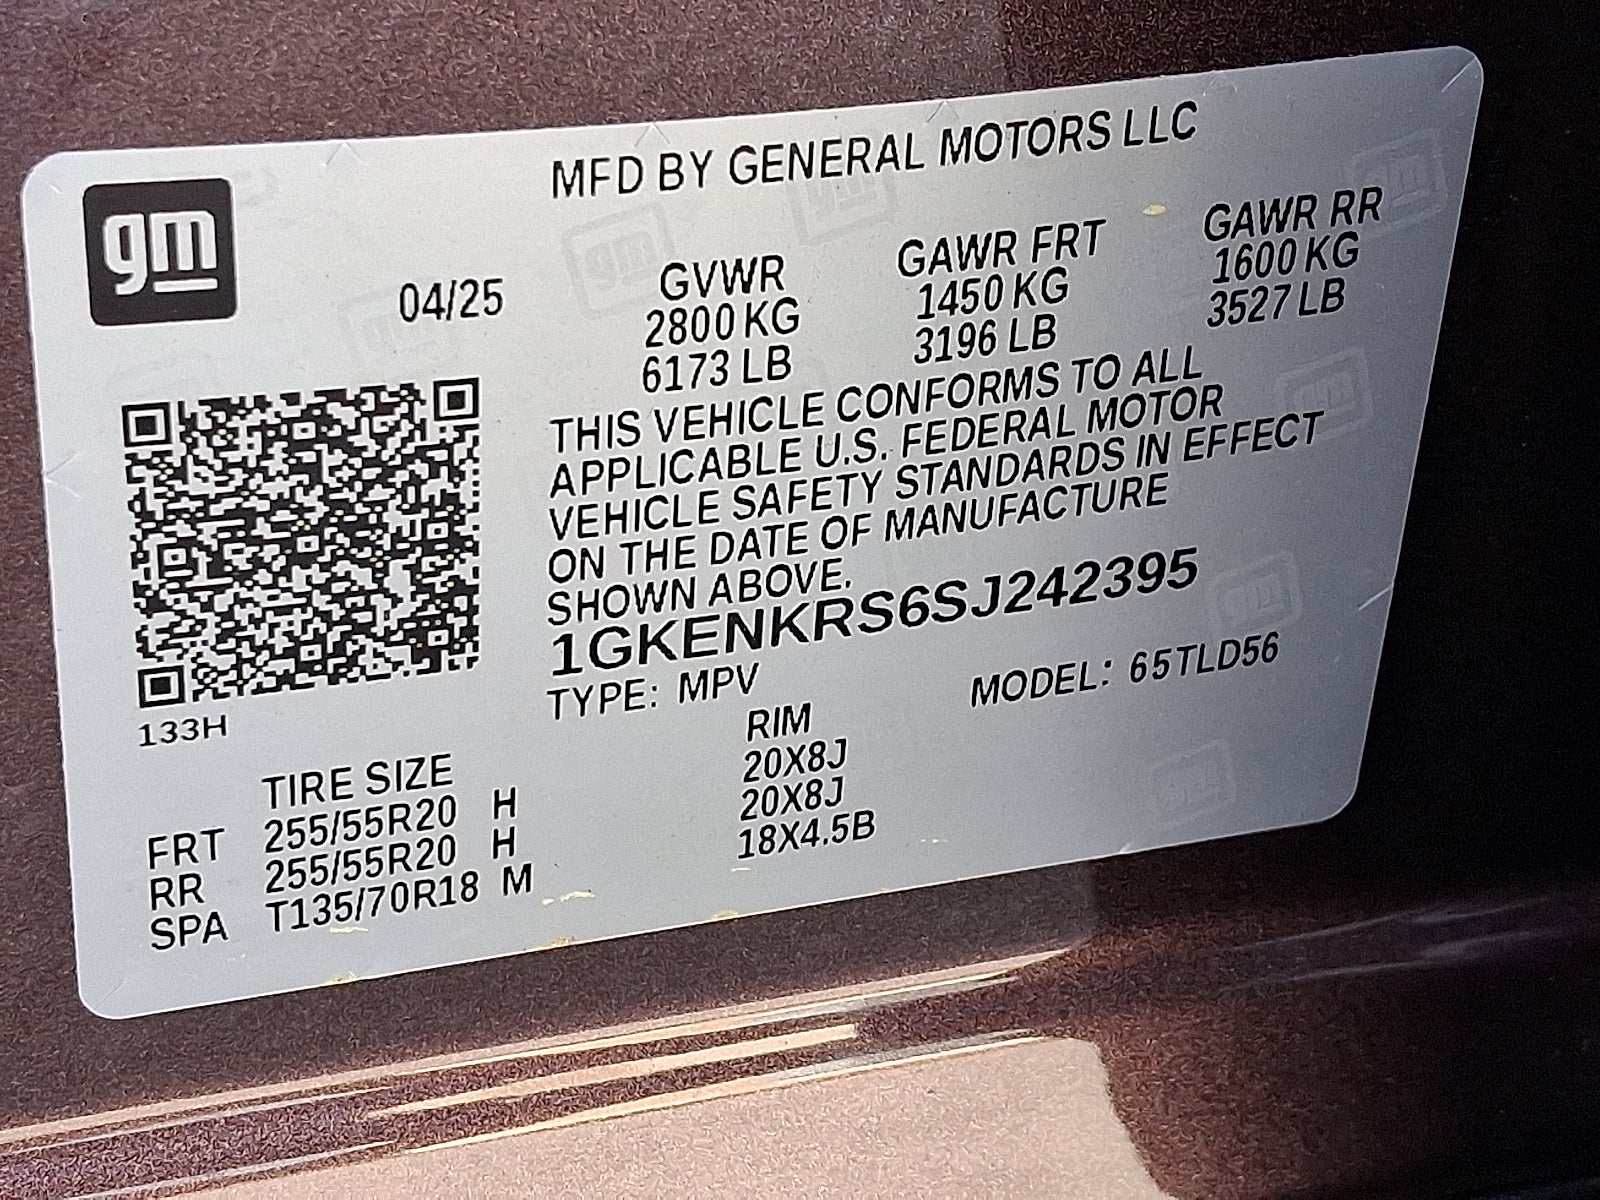 gm
MFD BY GENERAL MOTORS LLC
04/25
GVWR GAWR FRT GAWR RR
2800 KG 1450 KG 1600 KG
6173 LB 3196 LB 3527 LB
THIS VEHICLE CONFORMS TO ALL
APPLICABLE U.S. FEDERAL MOTOR
VEHICLE SAFETY STANDARDS IN EFFECT
ON THE DATE OF MANUFACTURE
SHOWN ABOVE.
1GKENKRS6SJ242395
TYPE: MPV MODEL: 65TLD56
133H
TIRE SIZE RIM
FRT 255/55R20 H 20X8J
RR 255/55R20 H 20X8J
SPA T135/70R18 M 18X4.5B